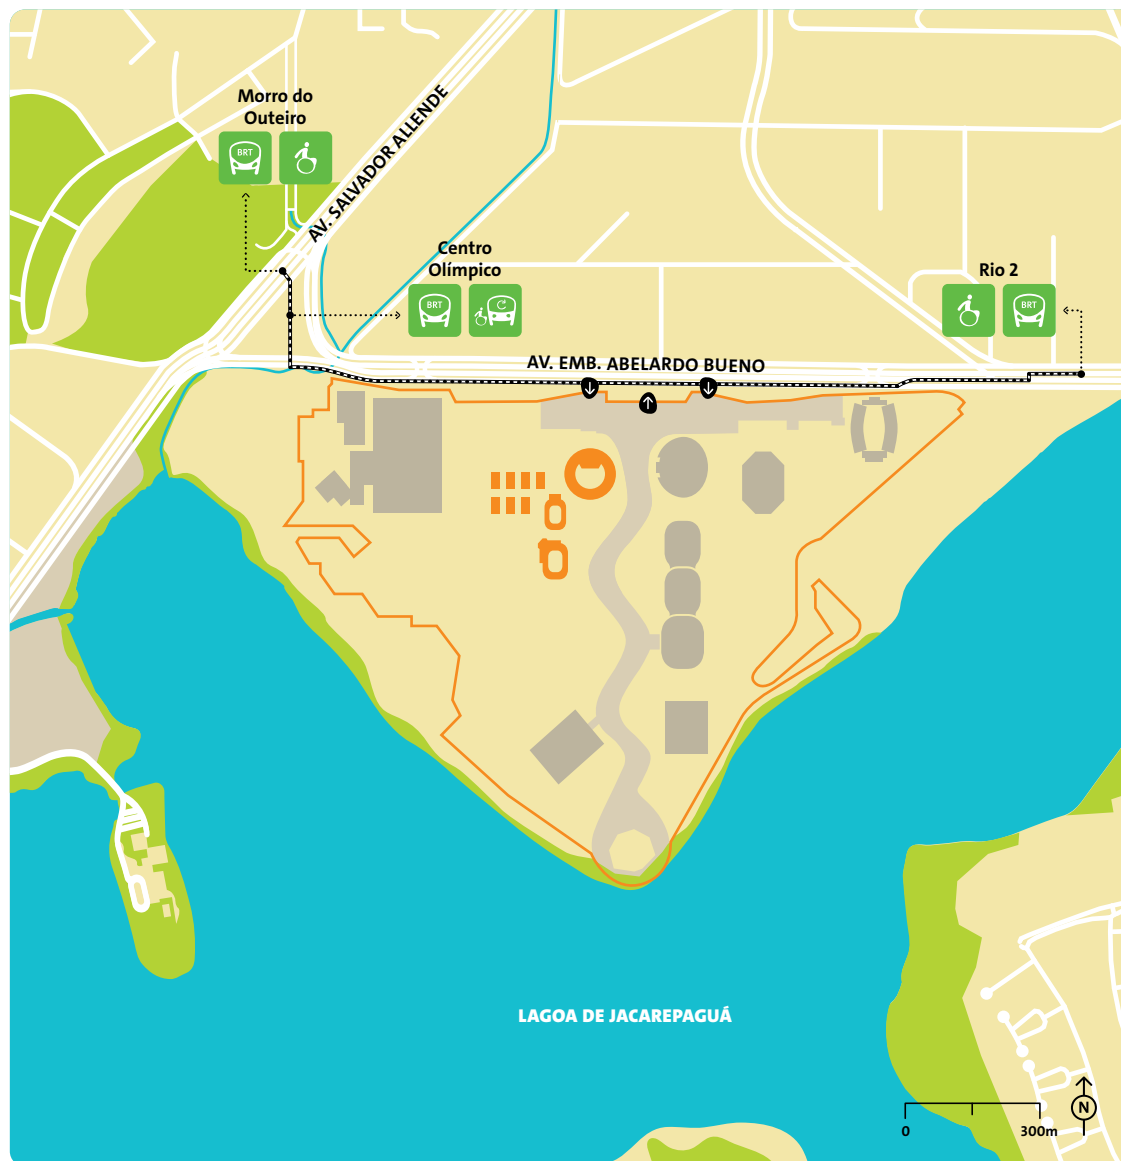 Morro do
Outeiro
BRT
AV. SALVADOR ALLENDE
Centro
Olímpico
BRT
Rio 2
BRT
AV. EMB. ABELARDO BUENO
LAGOA DE JACAREPAGUÁ
N
0
300m